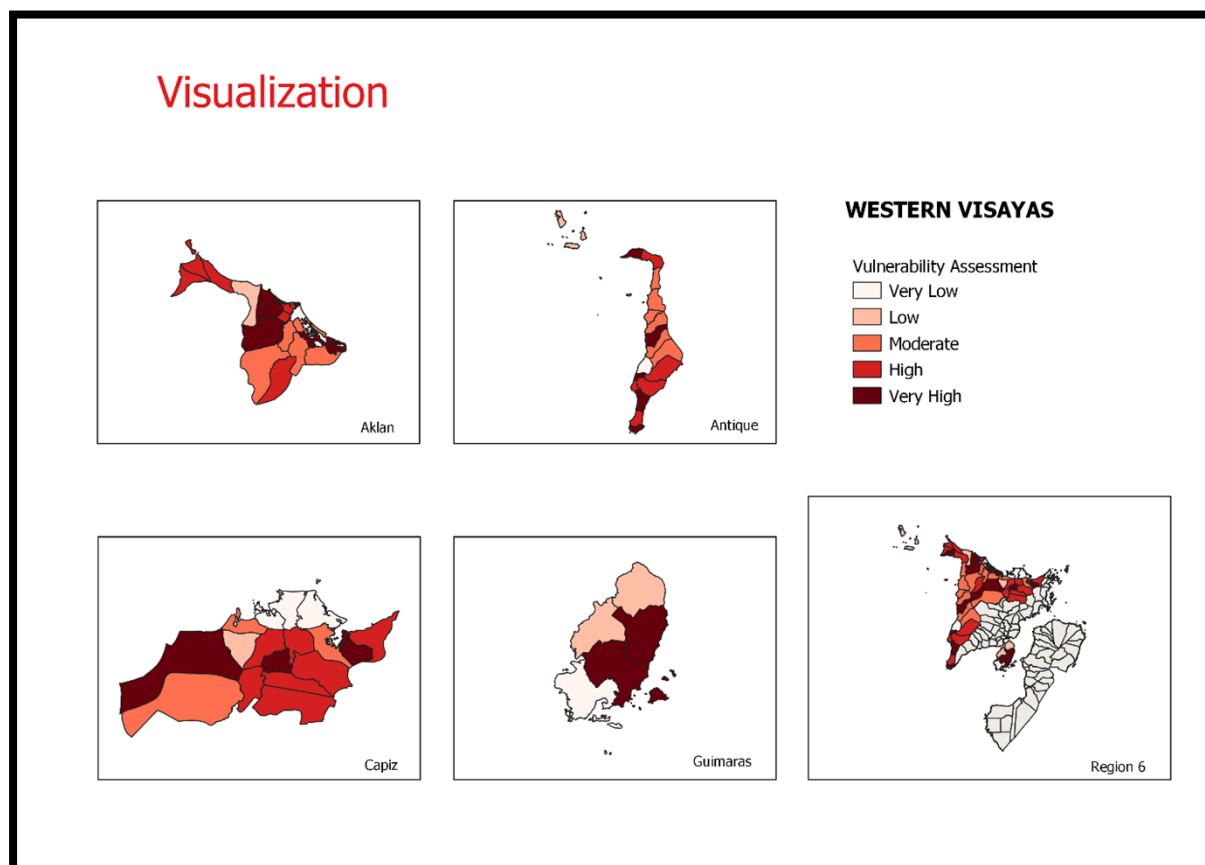 Visualization
WESTERN VISAYAS
Vulnerability Assessment
Very Low
Low
Moderate
High
Very High
Aklan
Antique
Capiz
Guimaras
Region 6